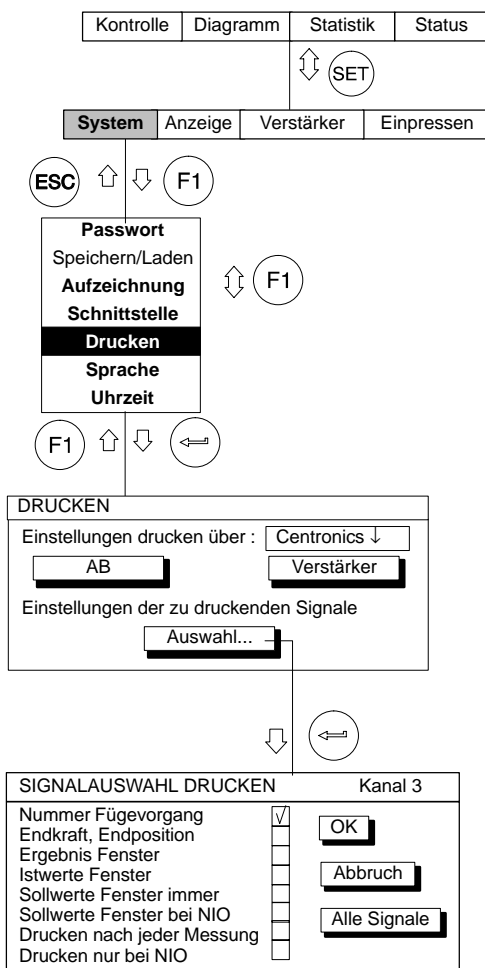 Kontrolle Diagramm Statistik Status
SET
System Anzeige Verstärker Einpressen
ESC F1
Passwort
Speichern/Laden
Aufzeichnung
F1
Schnittstelle
Drucken
Sprache
Uhrzeit
F1
DRUCKEN
Einstellungen drucken über : Centronics ↓
AB Verstärker
Einstellungen der zu druckenden Signale
Auswahl...
SIGNALAUSWAHL DRUCKEN Kanal 3
Nummer Fügevorgang √
OK
Endkraft, Endposition
Ergebnis Fenster
Istwerte Fenster
Abbruch
Sollwerte Fenster immer
Sollwerte Fenster bei NIO
Alle Signale
Drucken nach jeder Messung
Drucken nur bei NIO